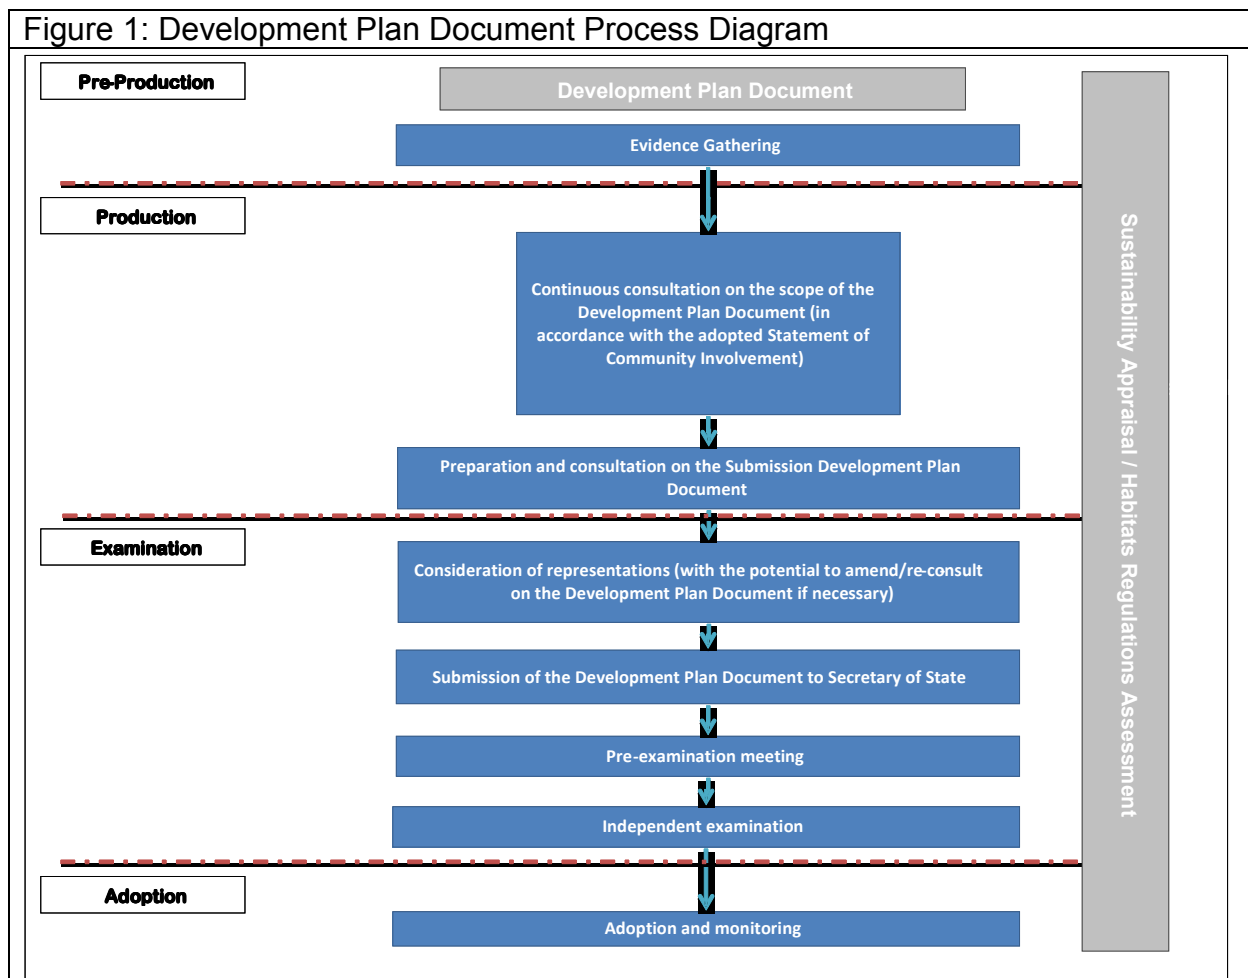 Figure 1: Development Plan Document Process Diagram
Pre-Production
Development Plan Document
Evidence Gathering
Production
Continuous consultation on the scope of the
Development Plan Document (in
accordance with the adopted Statement of
Community Involvement)
Preparation and consultation on the Submission Development Plan
Document
Examination
Consideration of representations (with the potential to amend/re-consult
on the Development Plan Document if necessary)
Submission of the Development Plan Document to Secretary of State
Pre-examination meeting
Independent examination
Adoption
Adoption and monitoring
Sustainability Appraisal / Habitats Regulations Assessment